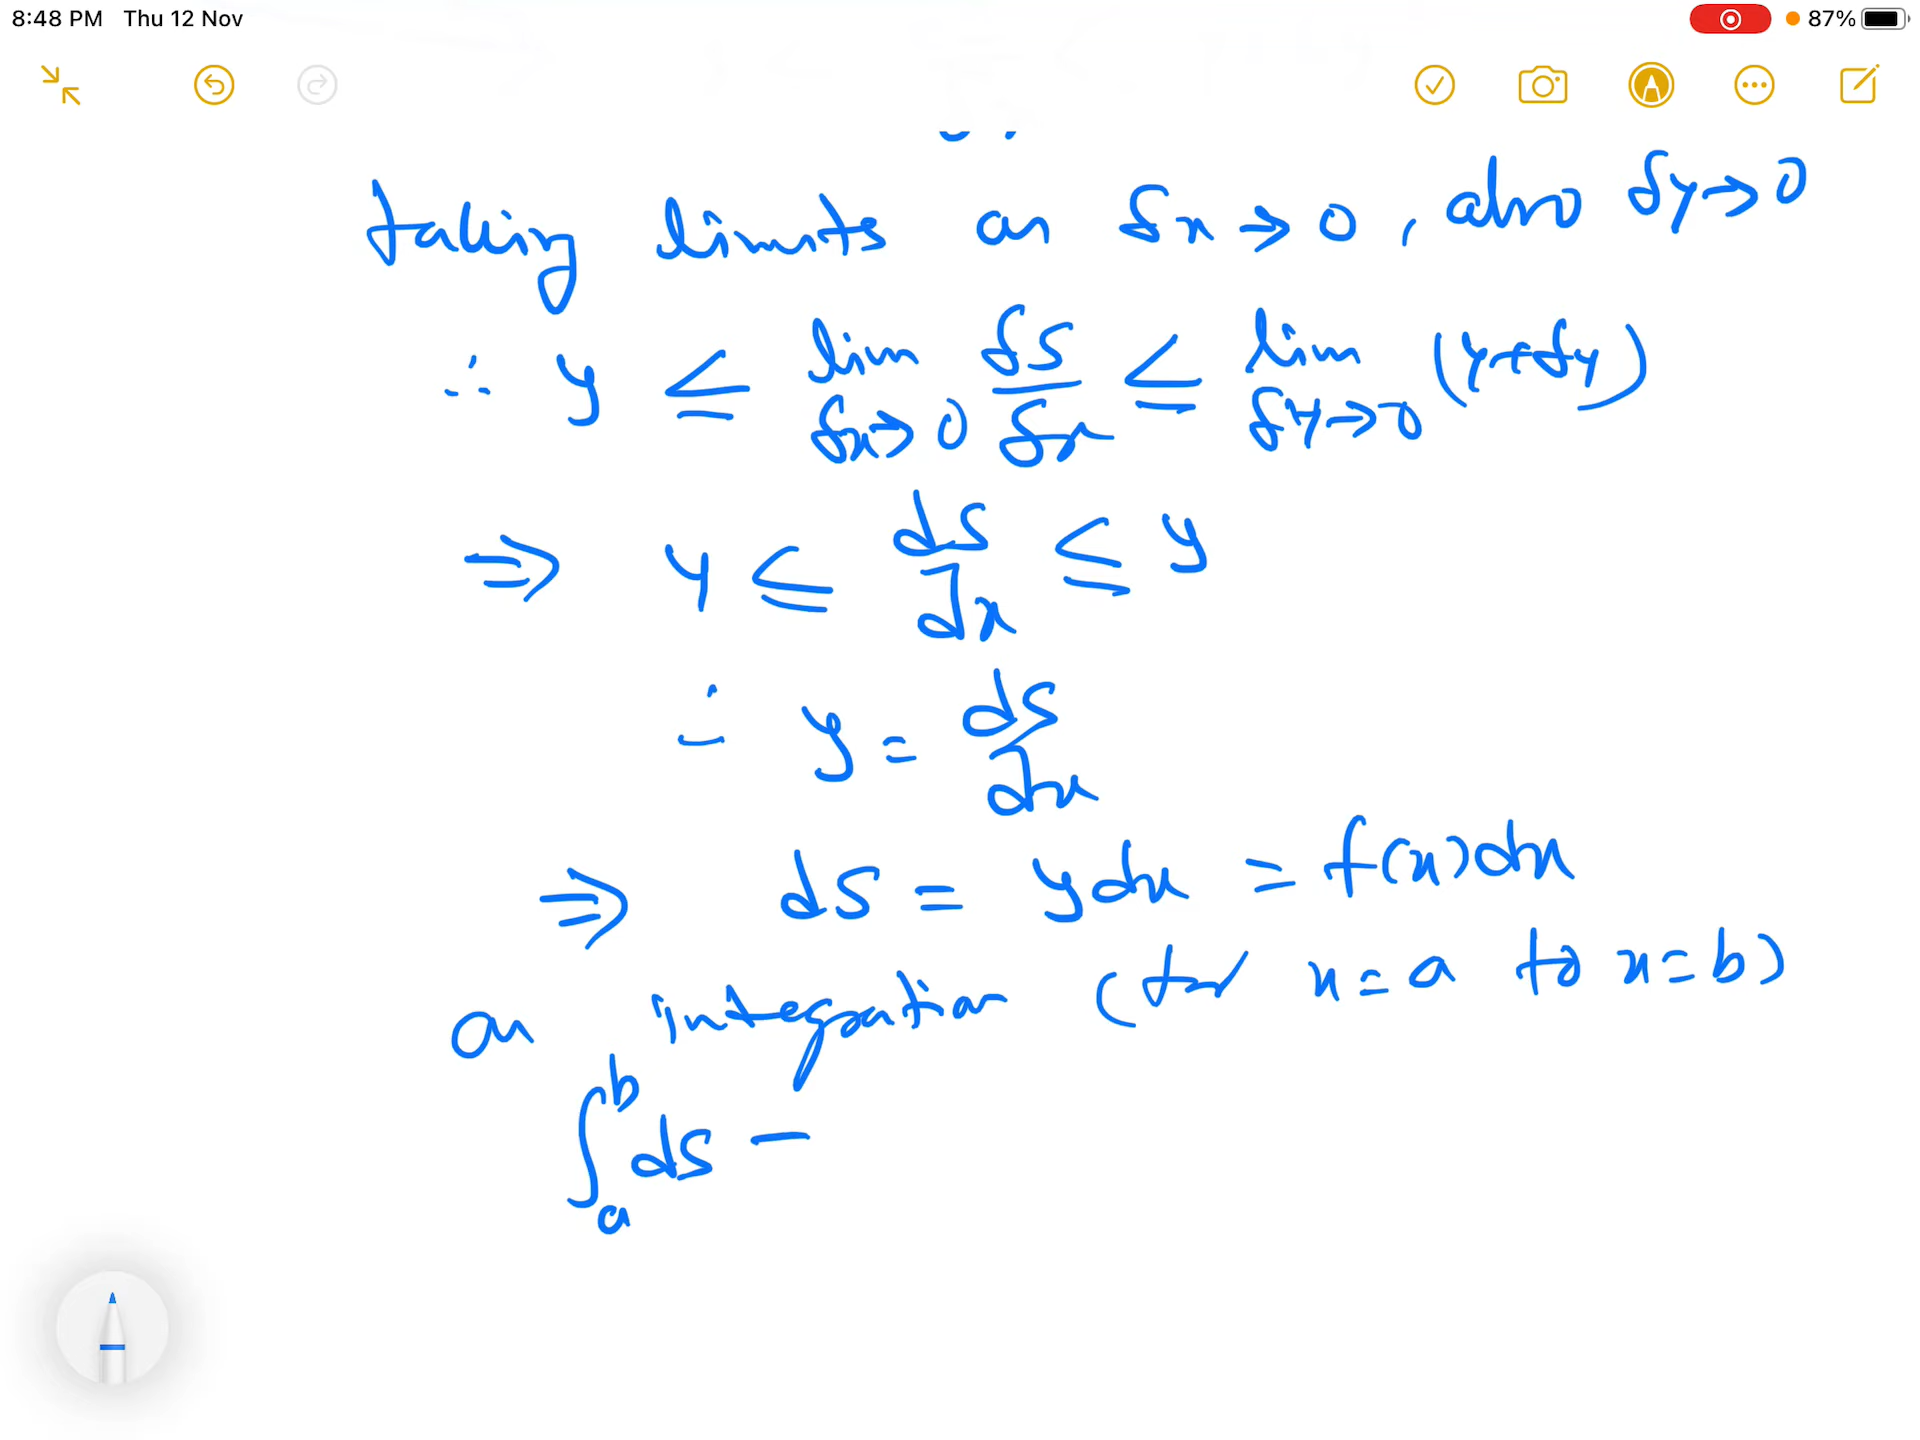 8:48 PM Thu 12 Nov 87%
taking limits as δx → 0, also δy → 0
∴ y ≤ lim δx→0 δs/δx ≤ lim δy→0 (y+δy)
⇒ y ≤ ds/dx ≤ y
∴ y = ds/dx
⇒ ds = ydx = f(x)dx
on integration (for x = a to x = b)
∫ₐᵇ ds −